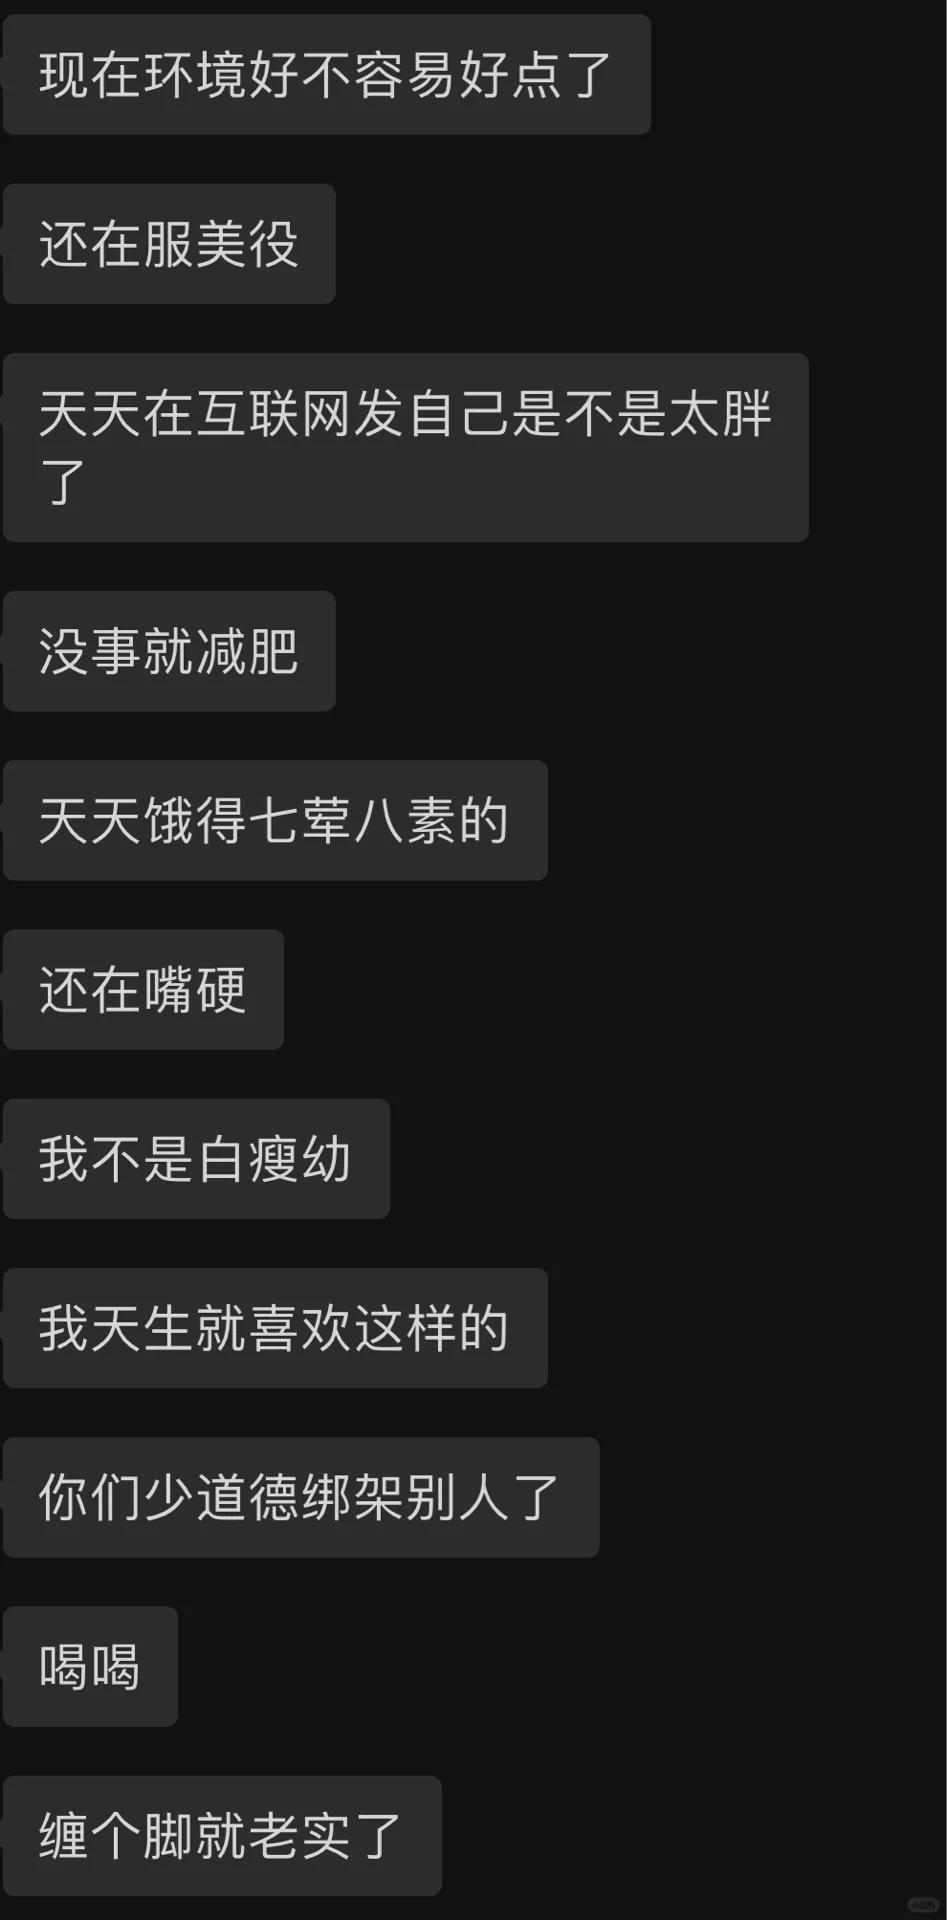 现在环境好不容易好点了
还在服美役
天天在互联网发自己是不是太胖
了
没事就减肥
天天饿得七荤八素的
还在嘴硬
我不是白瘦幼
我天生就喜欢这样的
你们少道德绑架别人了
喝喝
缠个脚就老实了